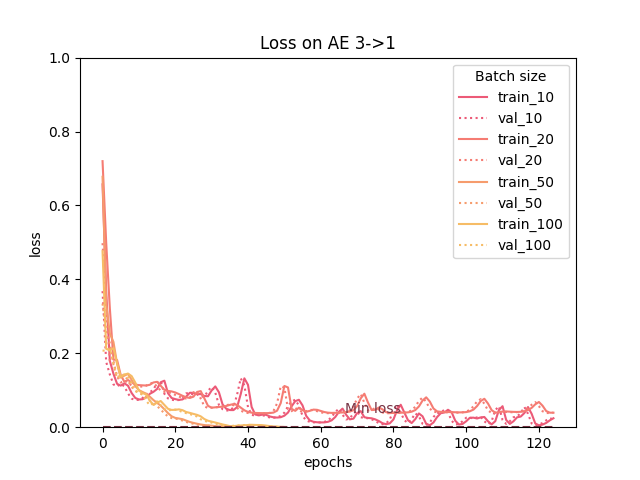 Loss on AE 3->1
loss
1.0
0.8
0.6
0.4
0.2
0.0
Batch size
train_10
val_10
train_20
val_20
train_50
val_50
train_100
val_100
Min loss
0
20
40
60
80
100
120
epochs